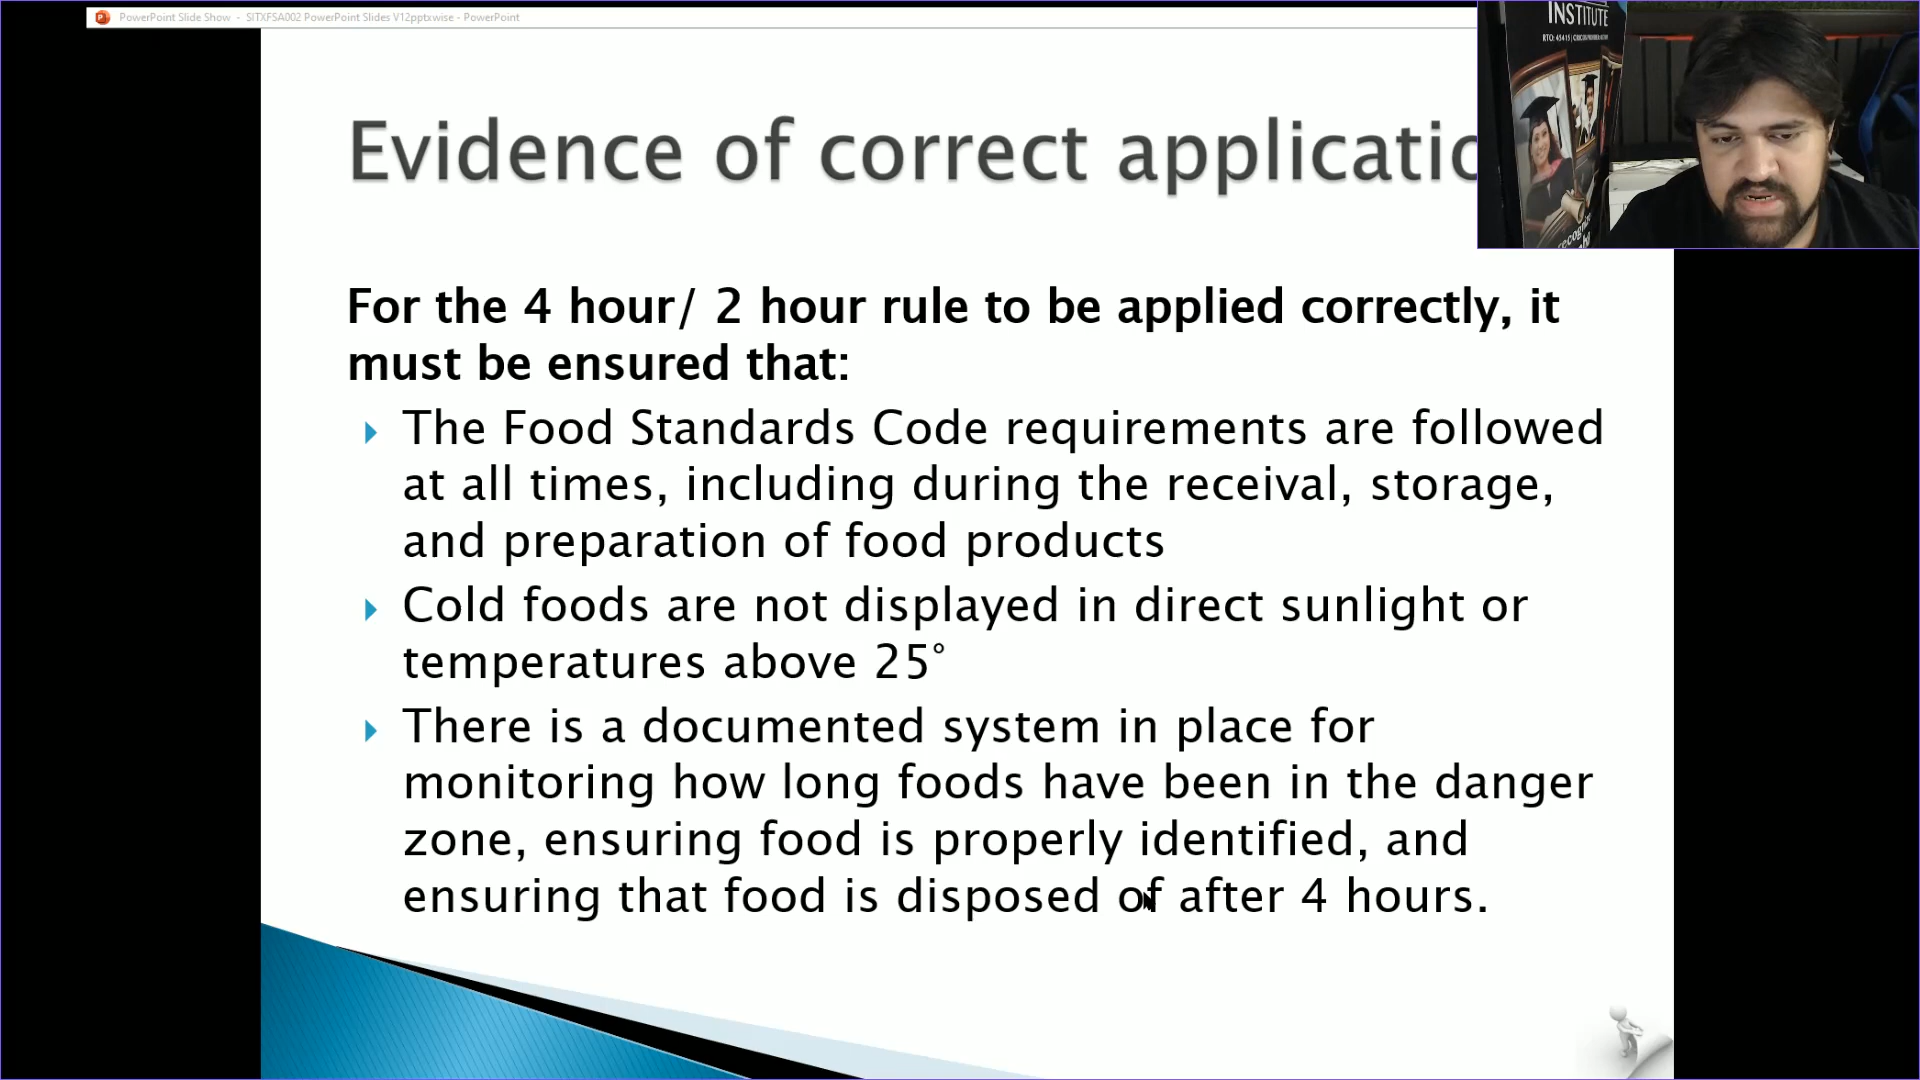 PowerPoint Slide Show - SITXFSA002 PowerPoint Slides V12pptxwise - PowerPoint
INSTITUTE
Evidence of correct applicatio
For the 4 hour/ 2 hour rule to be applied correctly, it
must be ensured that:
The Food Standards Code requirements are followed
at all times, including during the receival, storage,
and preparation of food products
Cold foods are not displayed in direct sunlight or
temperatures above 25°
There is a documented system in place for
monitoring how long foods have been in the danger
zone, ensuring food is properly identified, and
ensuring that food is disposed of after 4 hours.